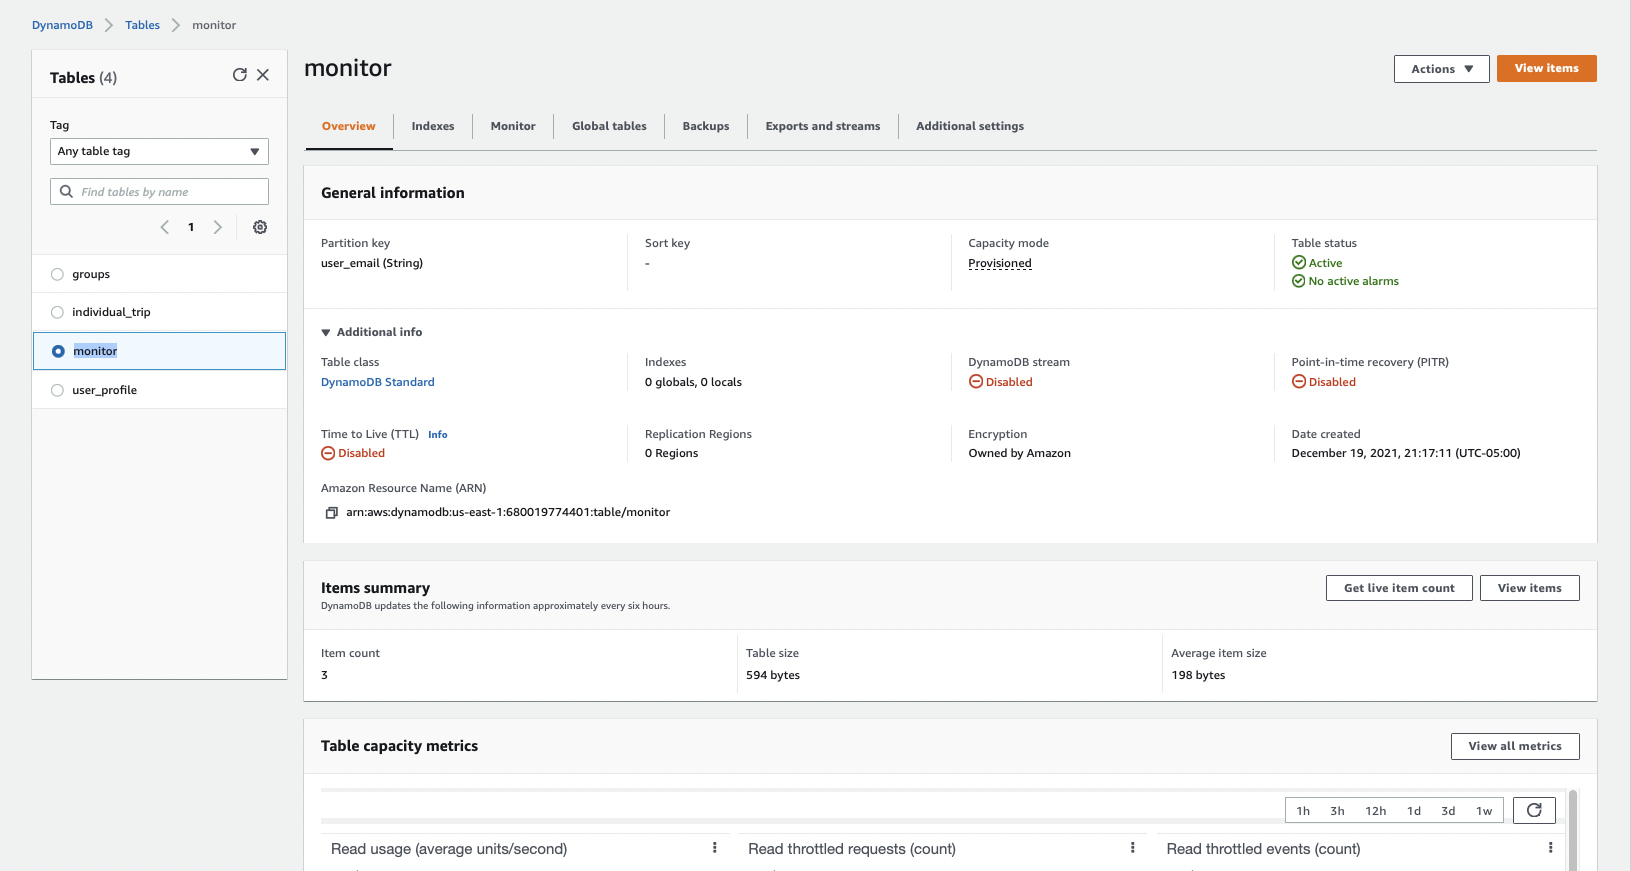 DynamoDB Tables monitor
Tables (4)
Tag
Any table tag
Find tables by name
1
groups
individual_trip
monitor
user_profile
monitor
Actions
View items
Overview Indexes Monitor Global tables Backups Exports and streams Additional settings
General information
Partition key
user_email (String)
Sort key
-
Capacity mode
Provisioned
Table status
Active
No active alarms
Additional info
Table class
DynamoDB Standard
Indexes
0 globals, 0 locals
DynamoDB stream
Disabled
Point-in-time recovery (PITR)
Disabled
Time to Live (TTL) Info
Disabled
Replication Regions
0 Regions
Encryption
Owned by Amazon
Date created
December 19, 2021, 21:17:11 (UTC-05:00)
Amazon Resource Name (ARN)
arn:aws:dynamodb:us-east-1:680019774401:table/monitor
Items summary
DynamoDB updates the following information approximately every six hours.
Get live item count
View items
Item count
3
Table size
594 bytes
Average item size
198 bytes
Table capacity metrics
View all metrics
1h 3h 12h 1d 3d 1w
Read usage (average units/second)
Read throttled requests (count)
Read throttled events (count)